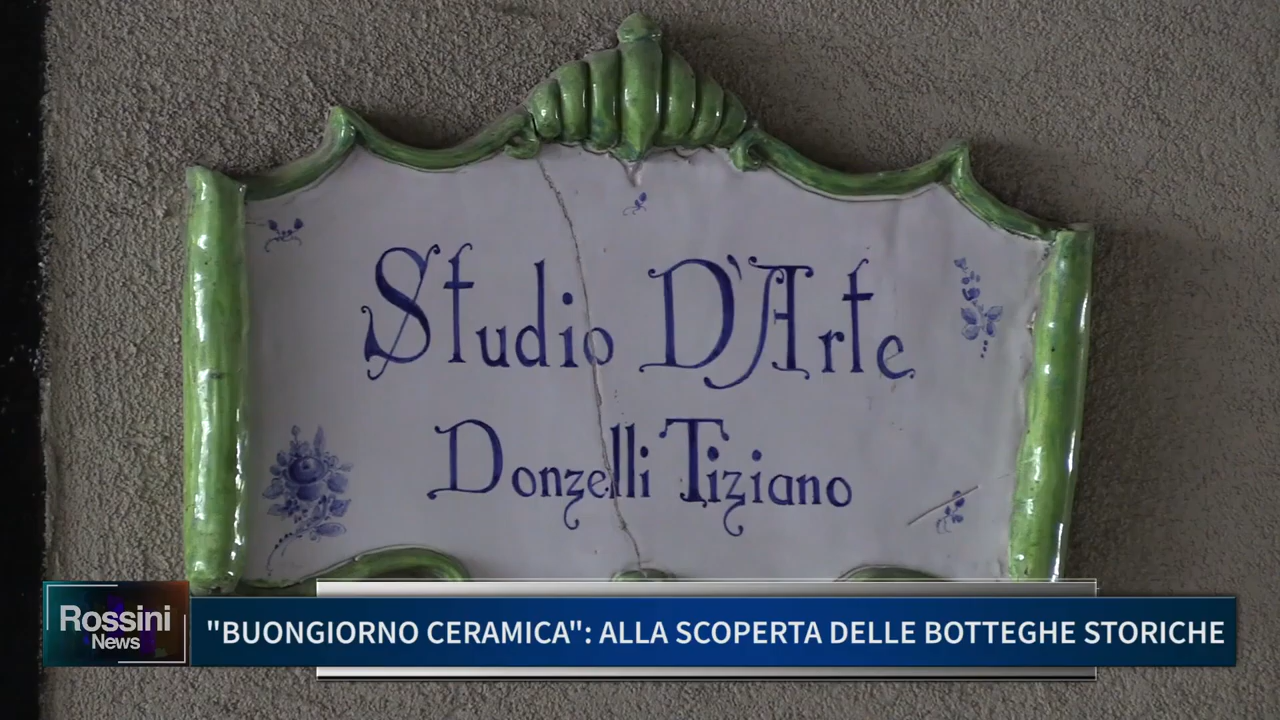 Studio D'Arte
Donzelli Tiziano
Rossini
News
"BUONGIORNO CERAMICA": ALLA SCOPERTA DELLE BOTTEGHE STORICHE